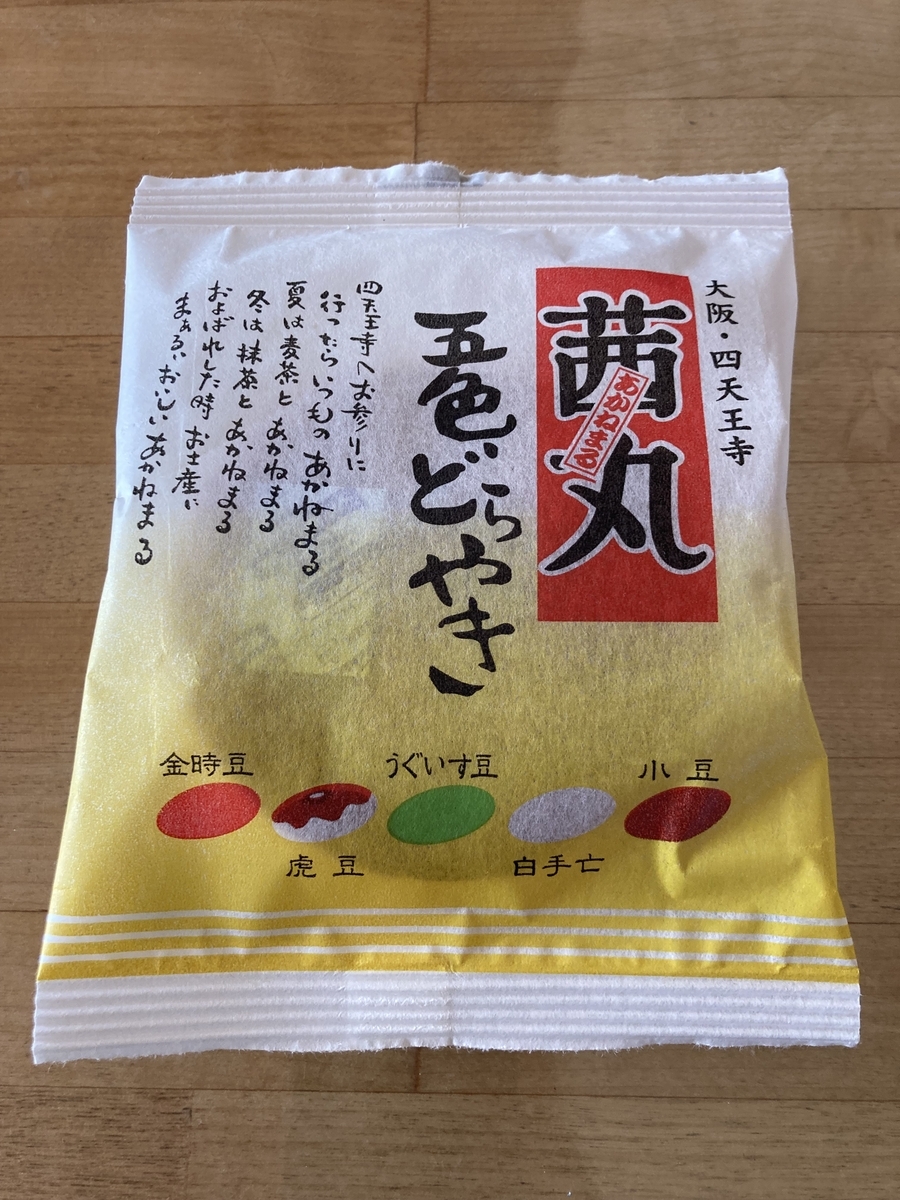 大阪・四天王寺
茜丸
あかねまる
五色どらやき
四天王寺へお参りに
行ったらいつものあかねまる
夏は麦茶とあかねまる
冬は抹茶とあかねまる
およばれした時お土産に
まぁるいおいしいあかねまる
金時豆
うぐいす豆
小豆
虎豆
白手亡